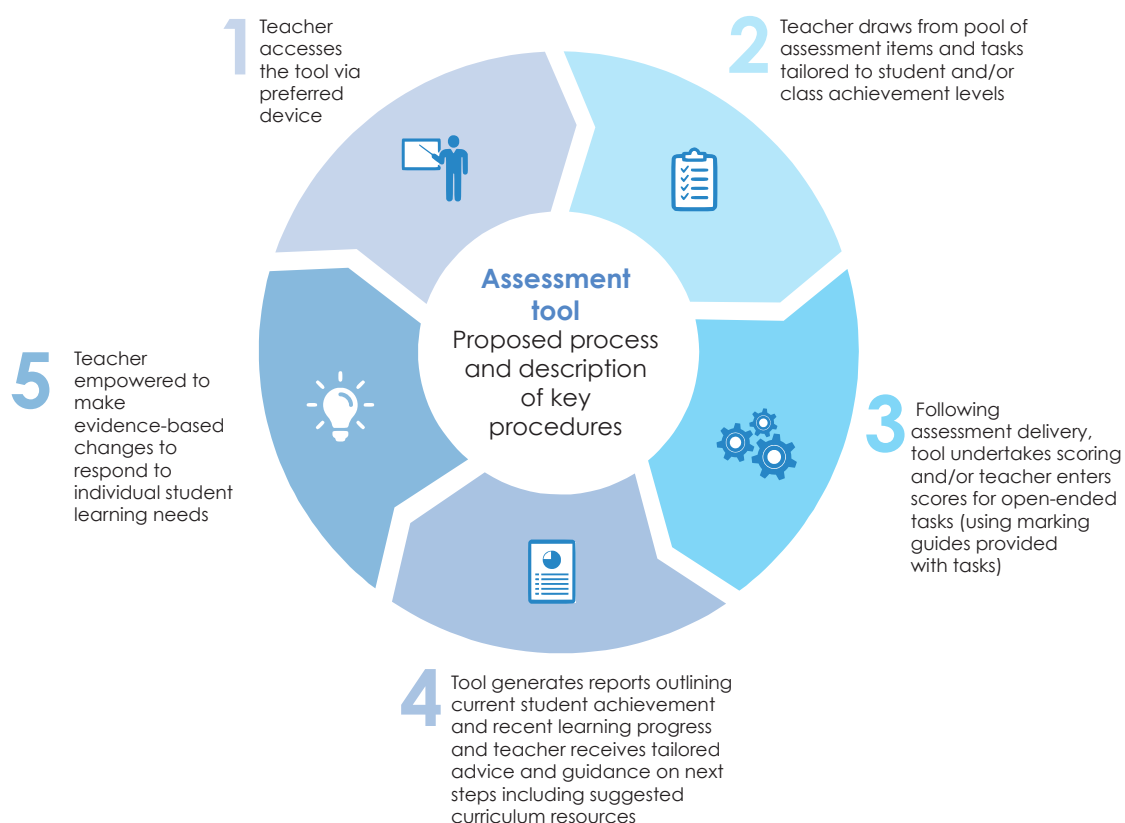 1
Teacher
accesses
the tool via
preferred
device
2
Teacher draws from pool of
assessment items and tasks
tailored to student and/or
class achievement levels
Assessment
tool
Proposed process
and description
of key
procedures
3
Following
assessment delivery,
tool undertakes scoring
and/or teacher enters
scores for open-ended
tasks (using marking
guides provided
with tasks)
4
Tool generates reports outlining
current student achievement
and recent learning progress
and teacher receives tailored
advice and guidance on next
steps including suggested
curriculum resources
5
Teacher
empowered to
make
evidence-based
changes to
respond to
individual student
learning needs